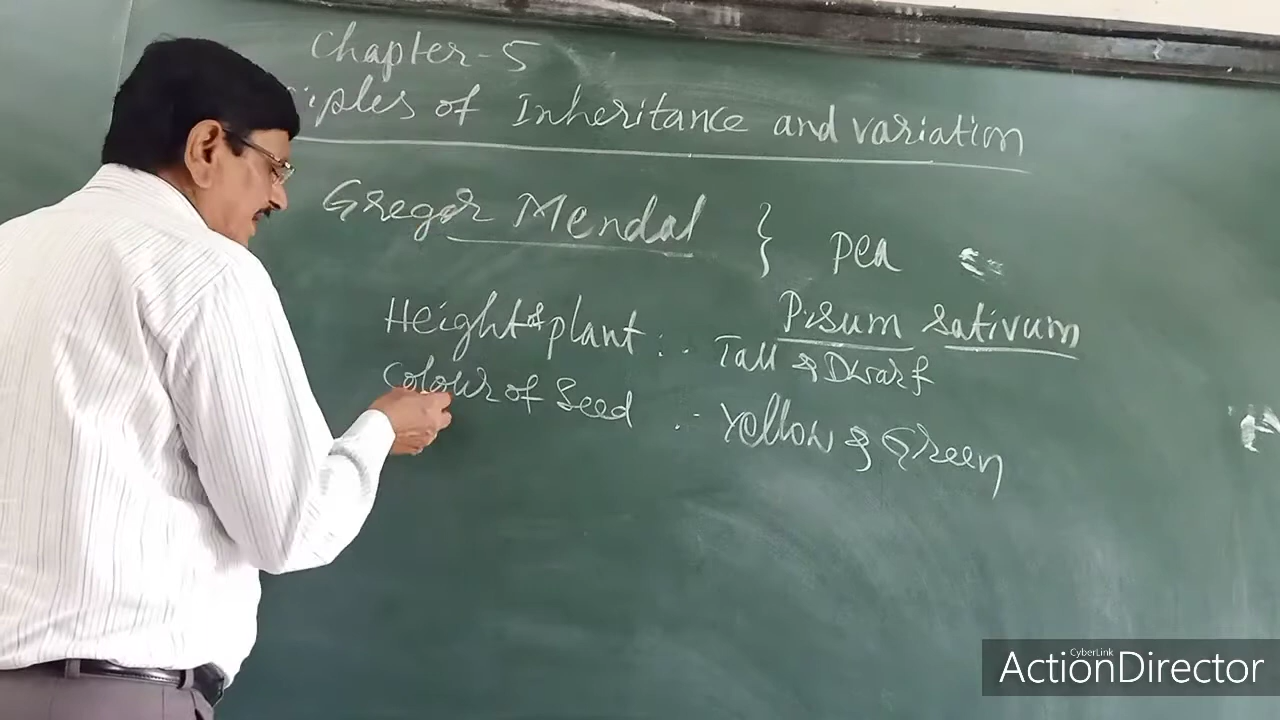 Chapter-5
iples of Inheritance and variation
Gregor Mendal } pea
Pisum sativum
Height of plant :- Tall & Dwarf
Colour of Seed :- Yellow & Green
CyberLink
ActionDirector